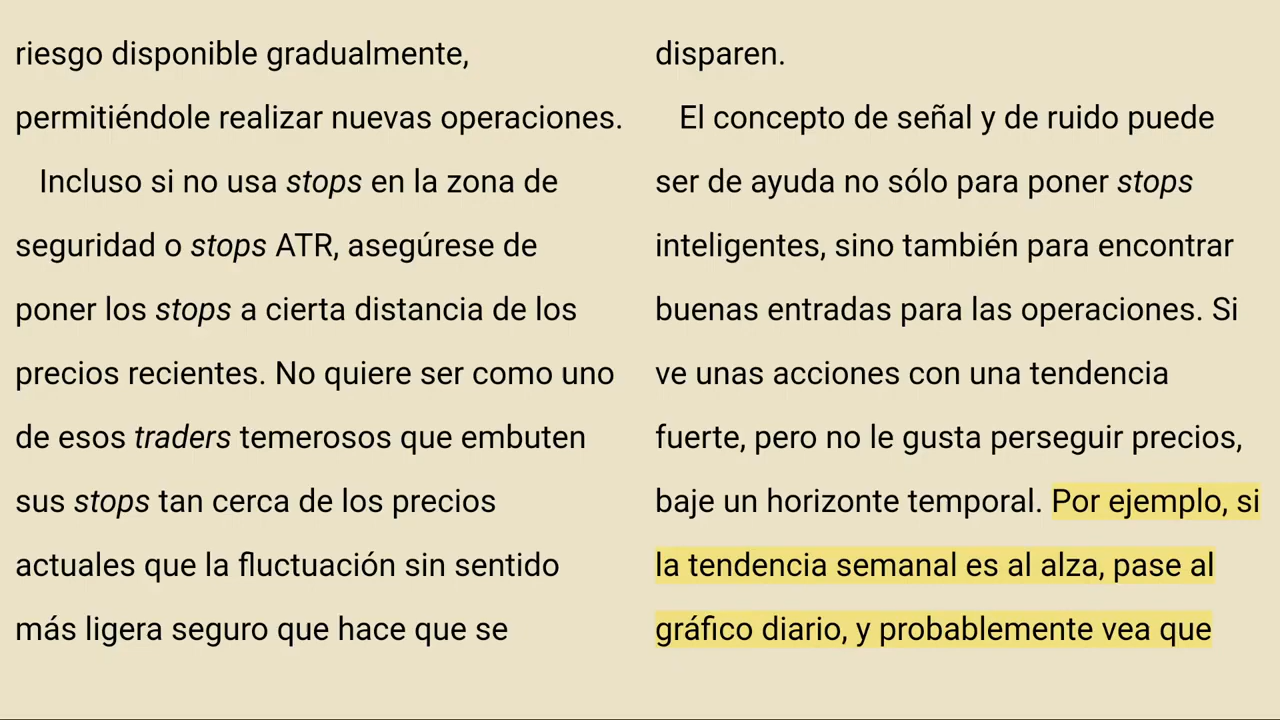 riesgo disponible gradualmente,
permitiéndole realizar nuevas operaciones.
Incluso si no usa stops en la zona de
seguridad o stops ATR, asegúrese de
poner los stops a cierta distancia de los
precios recientes. No quiere ser como uno
de esos traders temerosos que embuten
sus stops tan cerca de los precios
actuales que la fluctuación sin sentido
más ligera seguro que hace que se
disparen.
El concepto de señal y de ruido puede
ser de ayuda no sólo para poner stops
inteligentes, sino también para encontrar
buenas entradas para las operaciones. Si
ve unas acciones con una tendencia
fuerte, pero no le gusta perseguir precios,
baje un horizonte temporal. Por ejemplo, si
la tendencia semanal es al alza, pase al
gráfico diario, y probablemente vea que